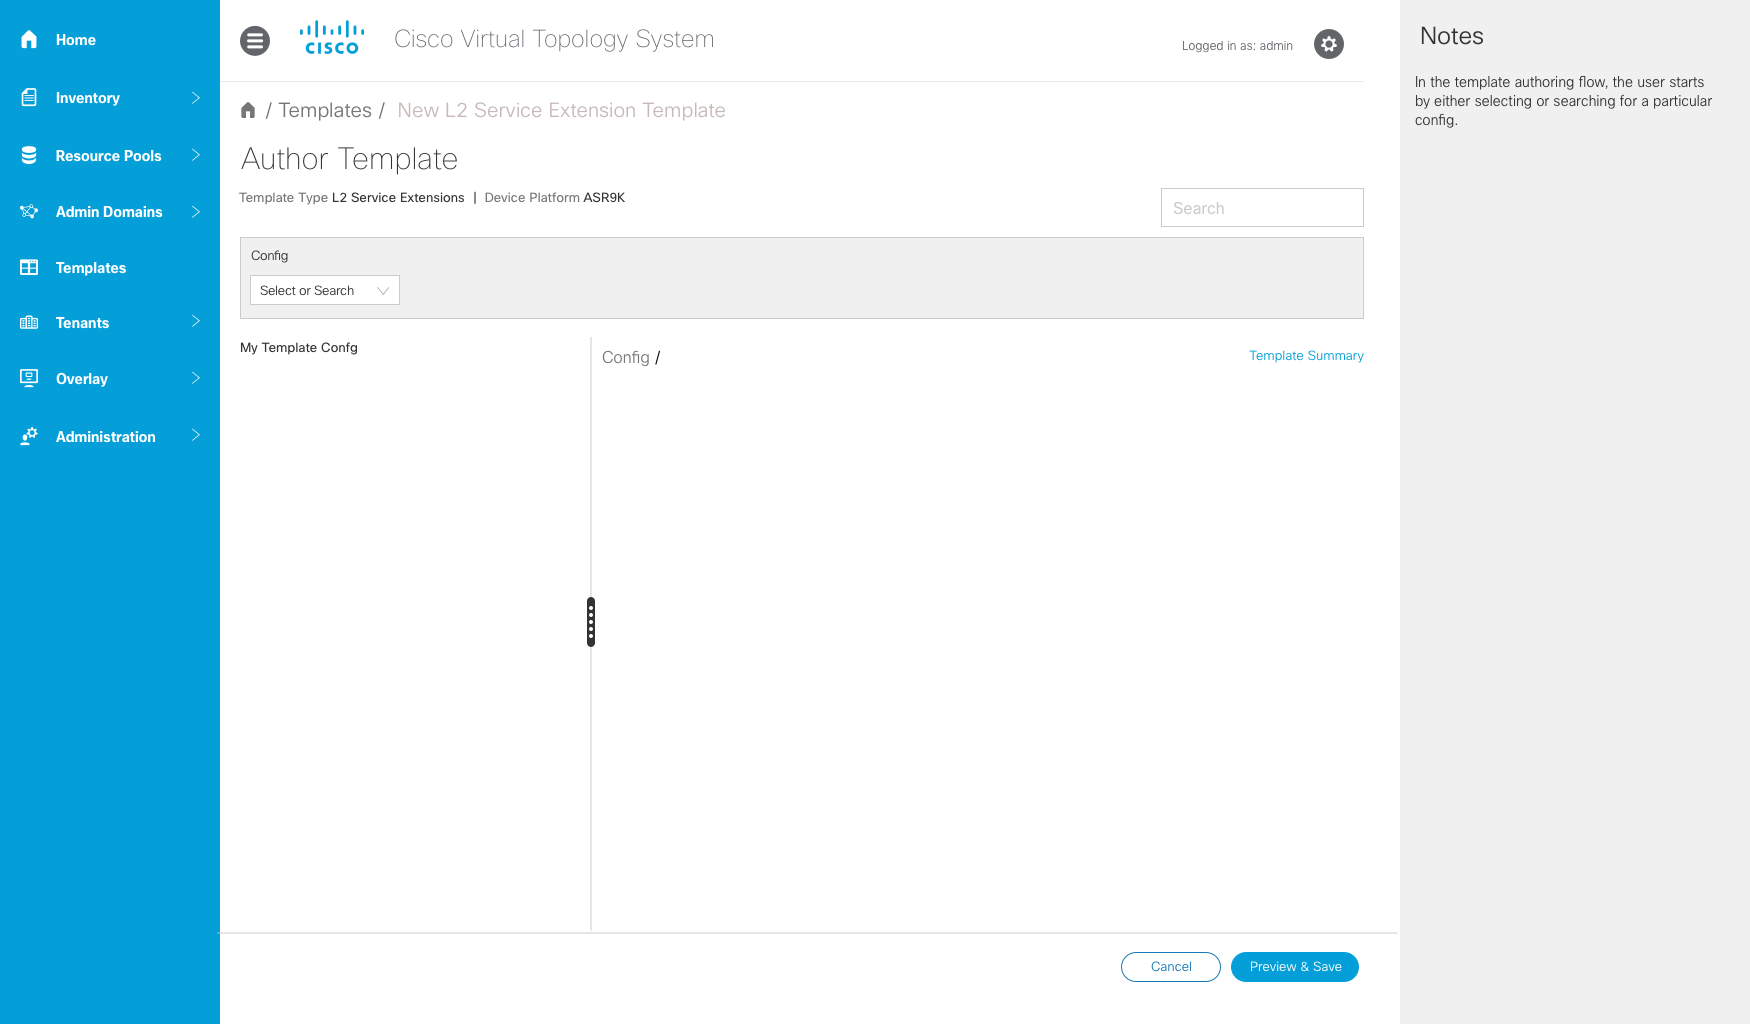 Home
Inventory
Resource Pools
Admin Domains
Templates
Tenants
Overlay
Administration
CISCO
Cisco Virtual Topology System
Logged in as: admin
/ Templates / New L2 Service Extension Template
Author Template
Template Type L2 Service Extensions | Device Platform ASR9K
Search
Config
Select or Search
My Template Confg
Config /
Template Summary
Cancel
Preview & Save
Notes
In the template authoring flow, the user starts
by either selecting or searching for a particular
config.